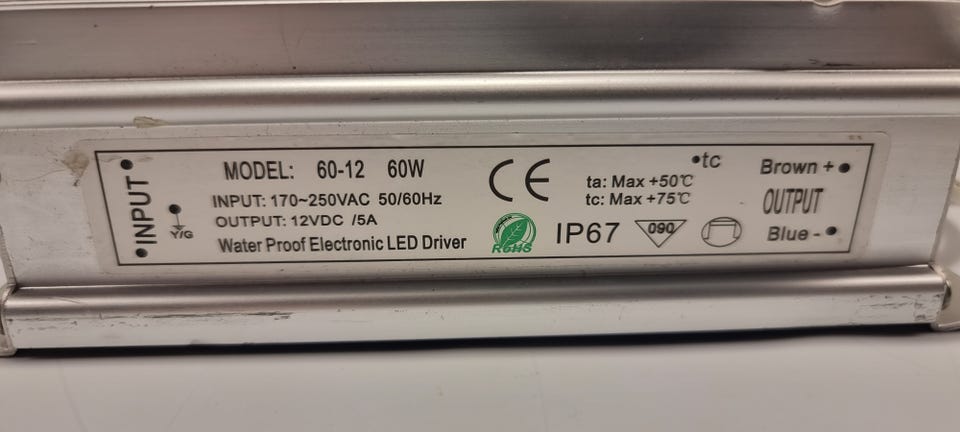 INPUT
Y/G
MODEL: 60-12 60W
INPUT: 170~250VAC 50/60Hz
OUTPUT: 12VDC /5A
Water Proof Electronic LED Driver
CE
RoHS
•tc
ta: Max +50℃
tc: Max +75℃
IP67
090
Brown +
OUTPUT
Blue -